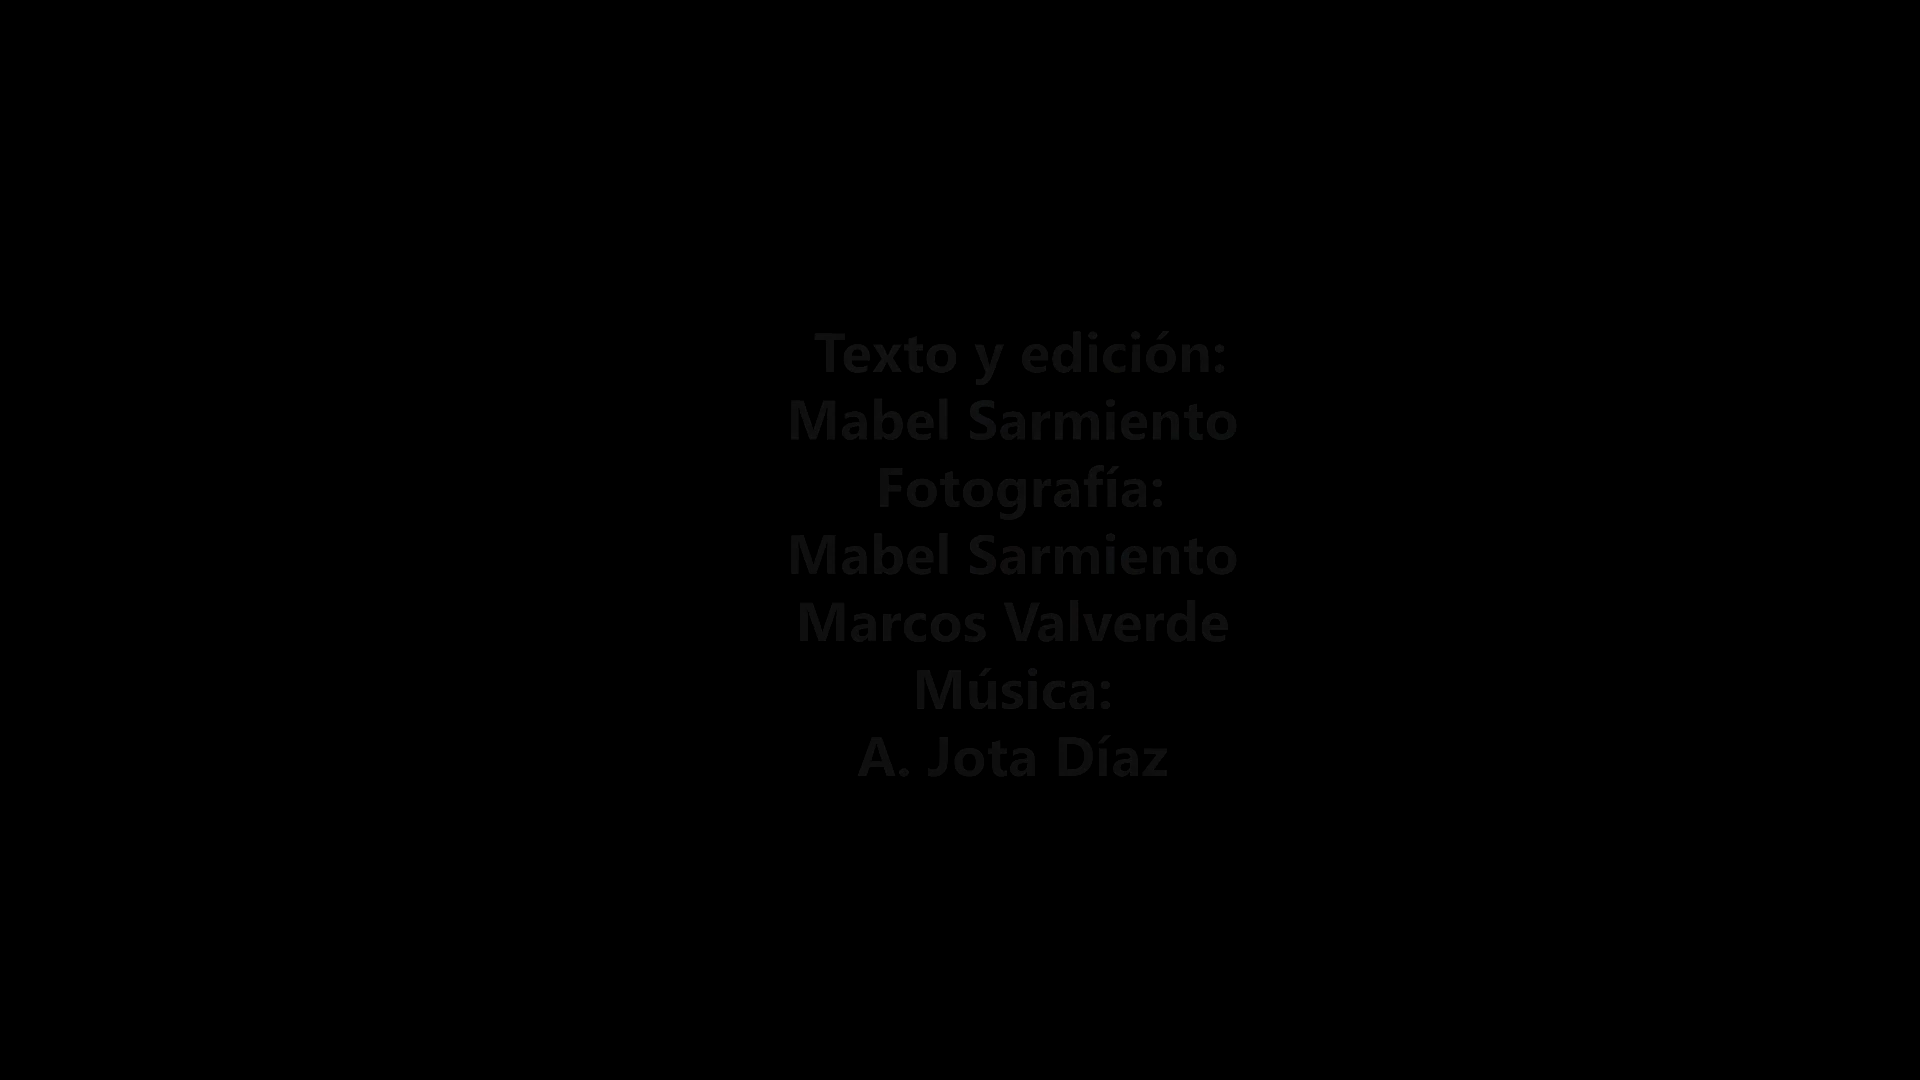 Texto y edición:
Mabel Sarmiento
Fotografía:
Mabel Sarmiento
Marcos Valverde
Música:
A. Jota Díaz